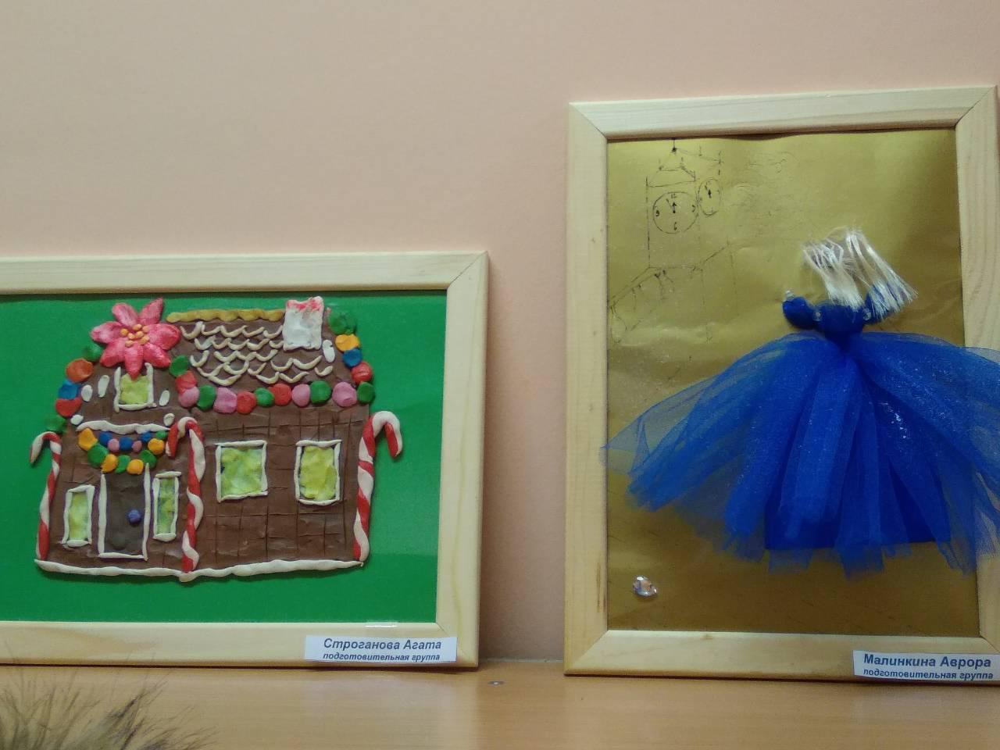 Строганова Агата
подготовительная группа
Малинкина Аврора
подготовительная группа